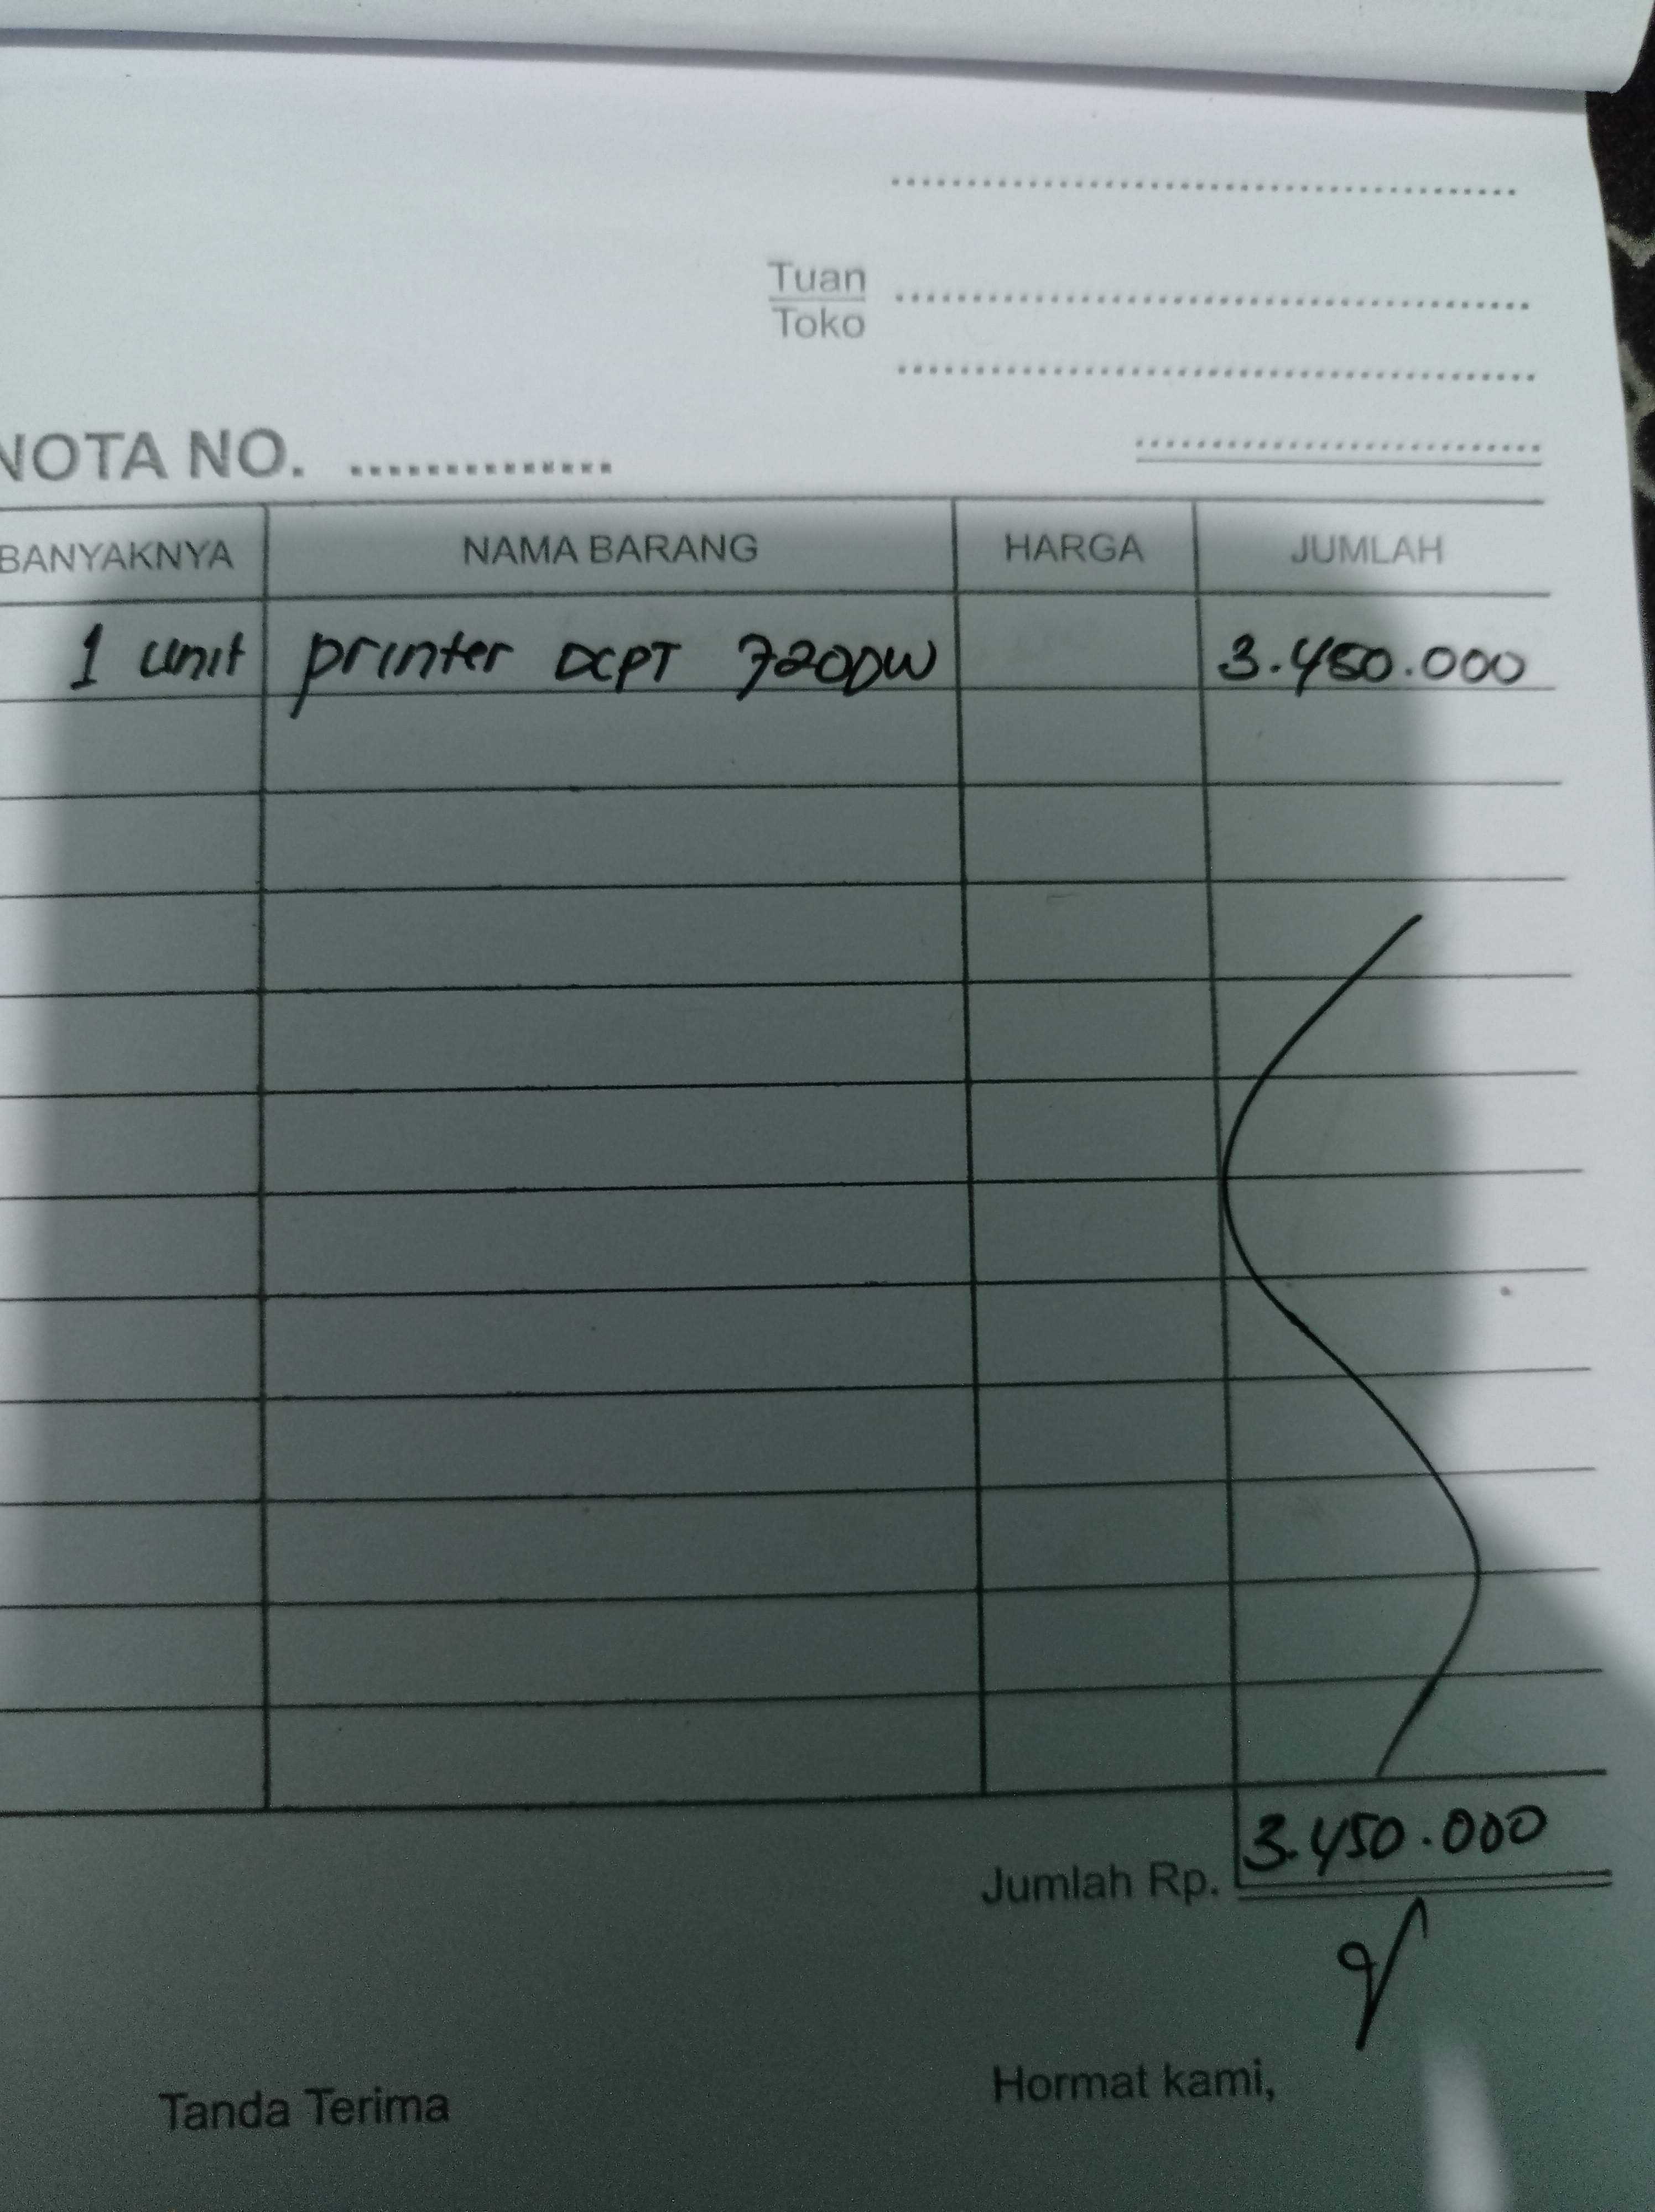 Tuan
Toko
NOTA NO. ..............
BANYAKNYA NAMA BARANG HARGA JUMLAH
1 unit printer DCPT 720DW 3.450.000
Jumlah Rp. 3.450.000
Tanda Terima Hormat kami,